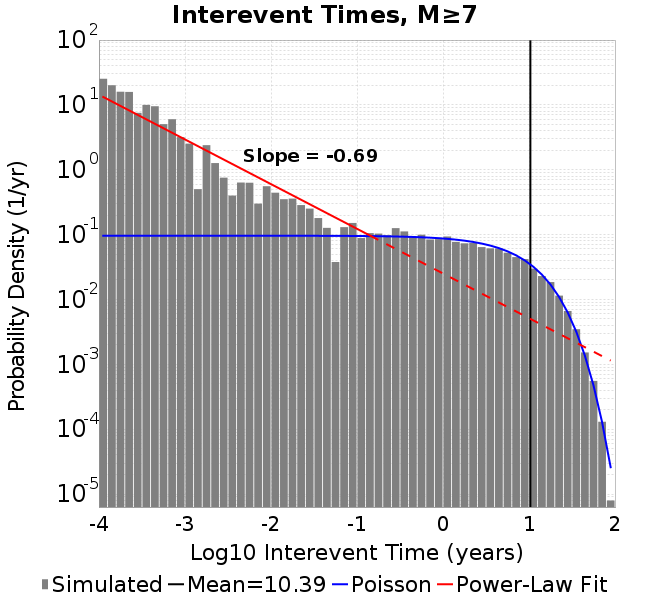 Interevent Times, M≥7
10^2
10^1
10^0
10^-1
10^-2
10^-3
10^-4
10^-5
Probability Density (1/yr)
Slope = -0.69
-4 -3 -2 -1 0 1 2
Log10 Interevent Time (years)
Simulated Mean=10.39 Poisson Power-Law Fit